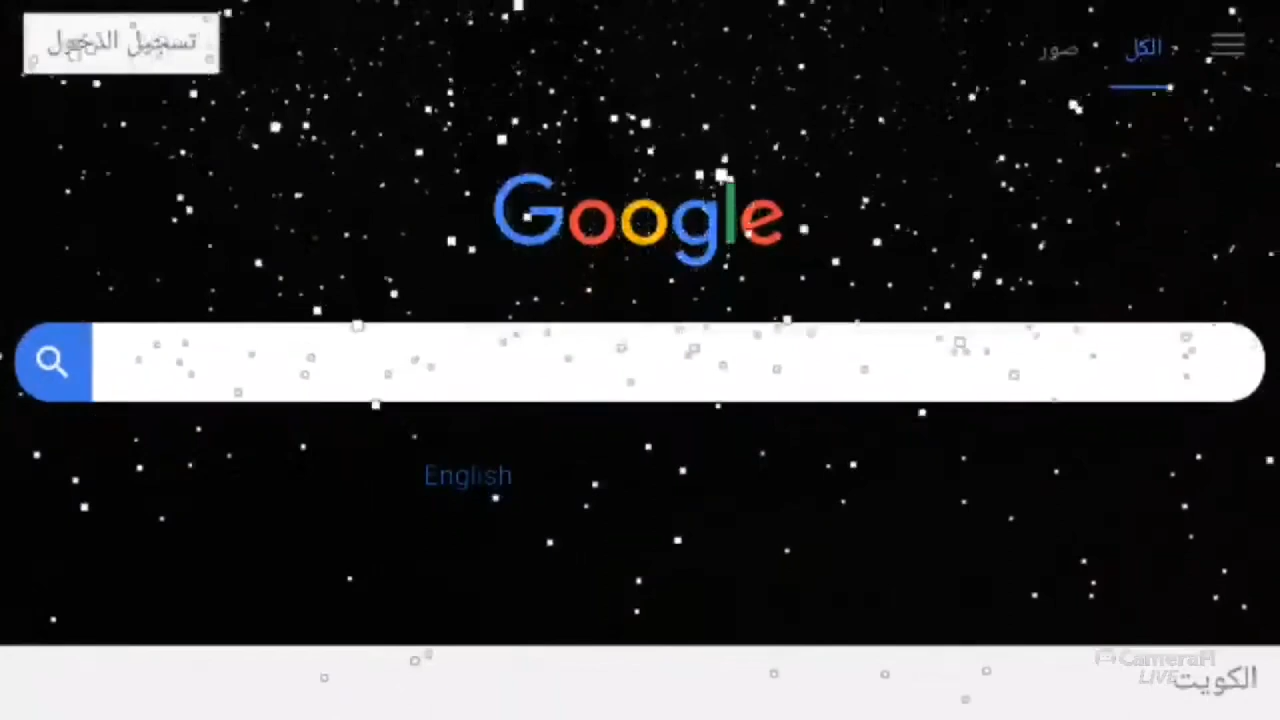 الكل
صور
تسجيل الدخول
Google
English
CameraFi
LIVE
الكويت